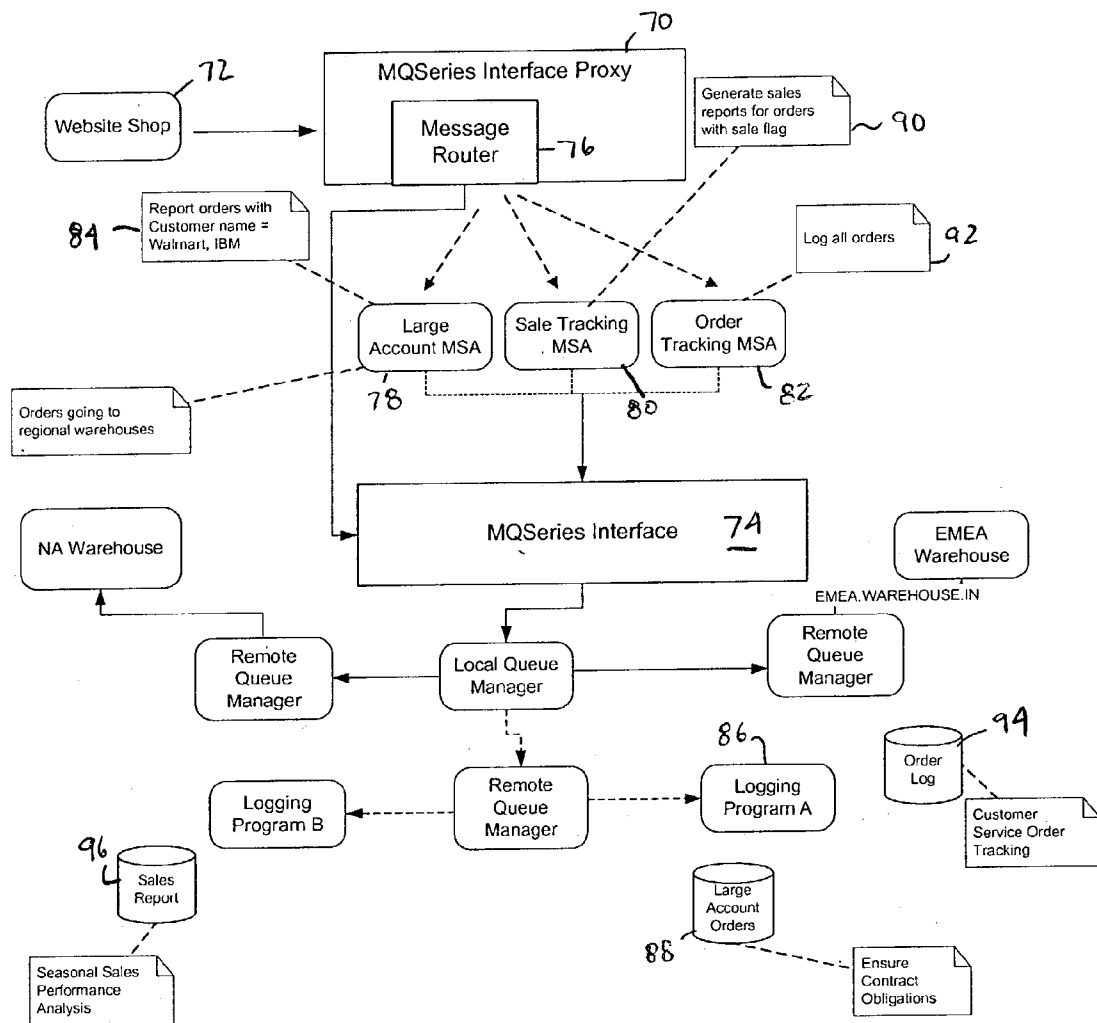 70
MQSeries Interface Proxy
72
Website Shop
Message
Router
76
Generate sales
reports for orders
with sale flag
90
84
Report orders with
Customer name =
Walmart, IBM
Log all orders
92
Large
Account MSA
78
Sale Tracking
MSA
80
Order
Tracking MSA
82
Orders going to
regional warehouses
MQSeries Interface
74
NA Warehouse
EMEA
Warehouse
EMEA.WAREHOUSE.IN
Remote
Queue
Manager
Local Queue
Manager
Remote
Queue
Manager
86
94
Order
Log
Logging
Program B
Remote
Queue
Manager
Logging
Program A
Customer
Service Order
Tracking
96
Sales
Report
Large
Account
Orders
88
Seasonal Sales
Performance
Analysis
Ensure
Contract
Obligations